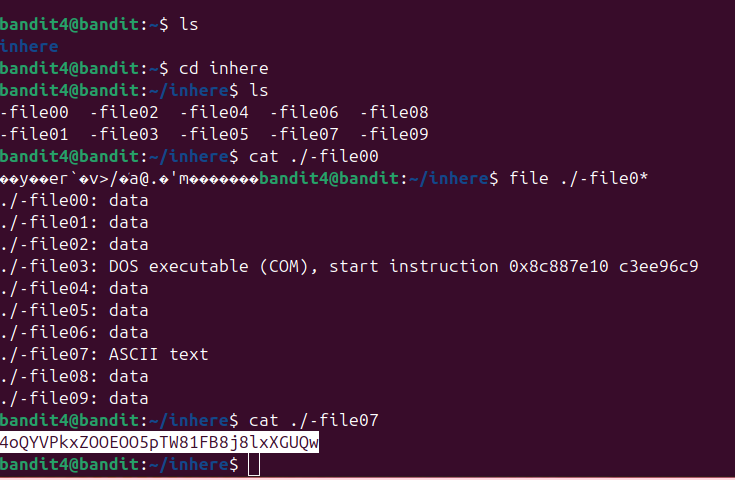 bandit4@bandit:~$ ls
inhere
bandit4@bandit:~$ cd inhere
bandit4@bandit:~/inhere$ ls
-file00  -file02  -file04  -file06  -file08
-file01  -file03  -file05  -file07  -file09
bandit4@bandit:~/inhere$ cat ./-file00
��y��er`�v>/�a@.�'m�������bandit4@bandit:~/inhere$ file ./-file0*
./-file00: data
./-file01: data
./-file02: data
./-file03: DOS executable (COM), start instruction 0x8c887e10 c3ee96c9
./-file04: data
./-file05: data
./-file06: data
./-file07: ASCII text
./-file08: data
./-file09: data
bandit4@bandit:~/inhere$ cat ./-file07
4oQYVPkxZOOEOO5pTW81FB8j8lxXGUQw
bandit4@bandit:~/inhere$